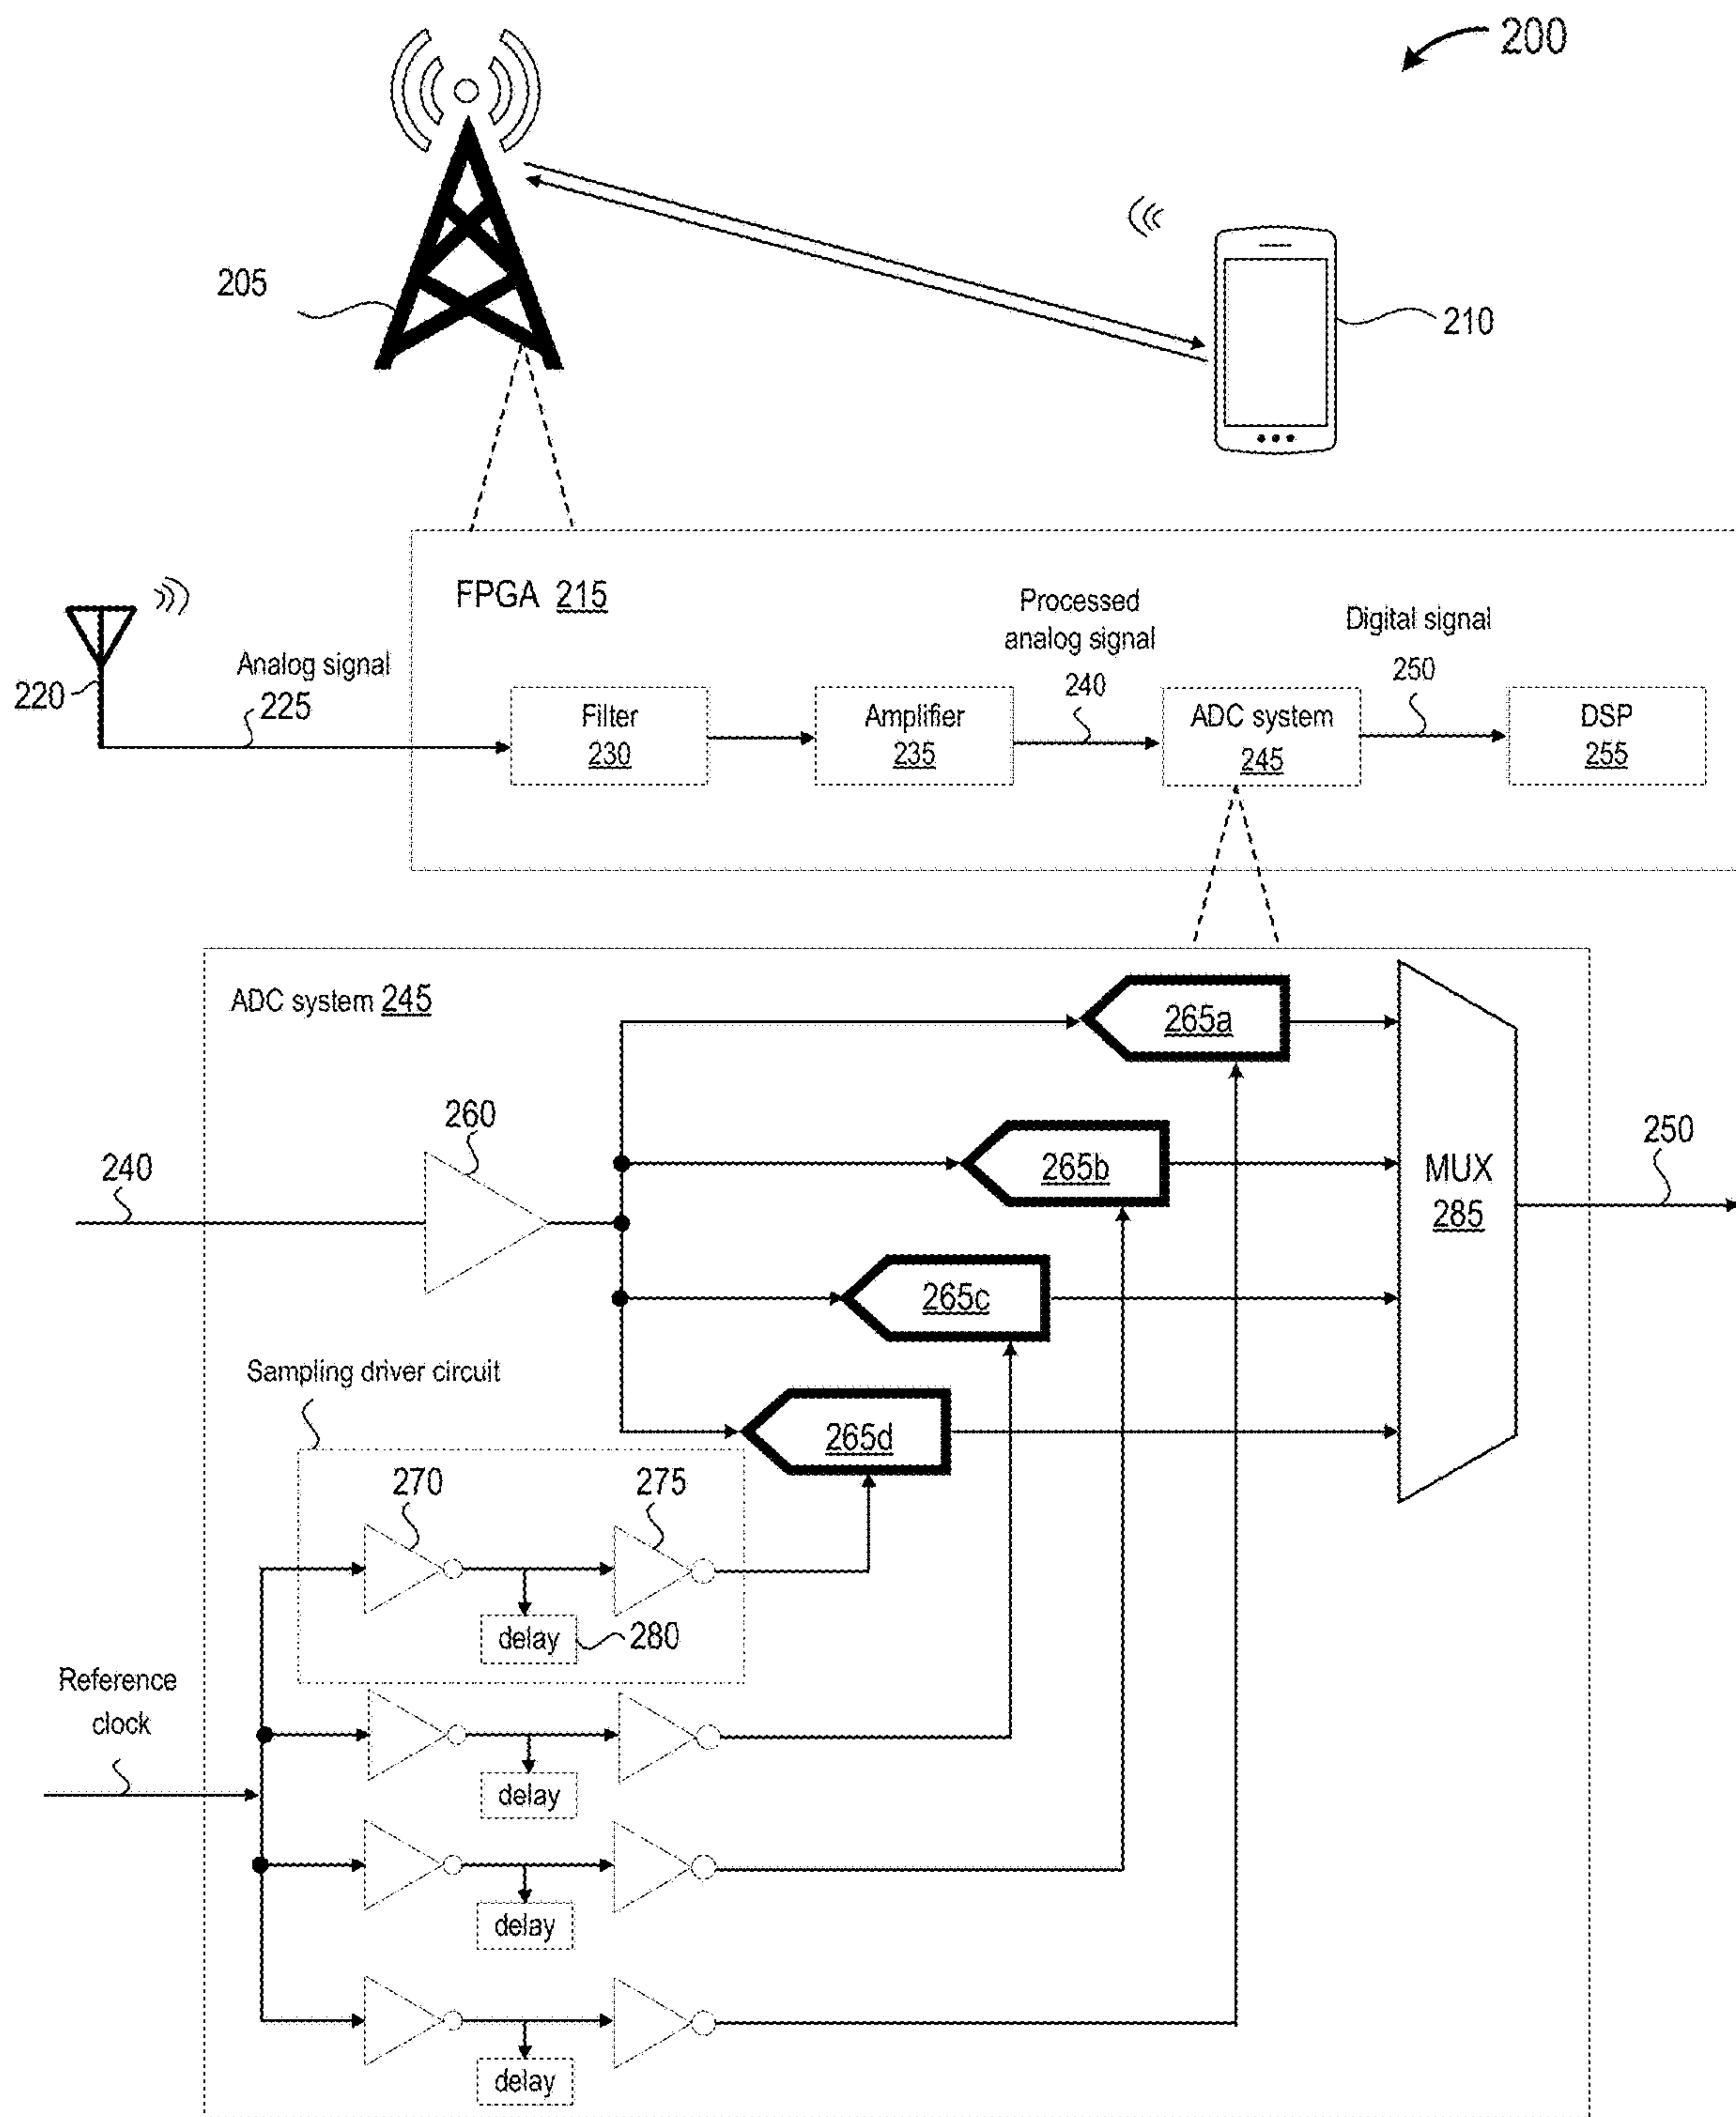 200
205
210
FPGA 215
Processed
analog signal
240
Digital signal
250
Analog signal
225
220
Filter
230
Amplifier
235
ADC system
245
DSP
255
ADC system 245
265a
260
265b
240
MUX
285
250
265c
Sampling driver circuit
265d
270
275
delay
280
Reference
clock
delay
delay
delay